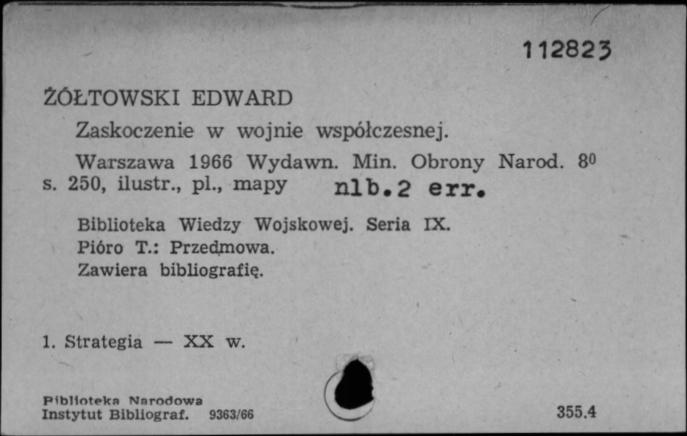 112823
ŻÓŁTOWSKI EDWARD
Zaskoczenie w wojnie współczesnej.
Warszawa 1966 Wydawn. Min. Obrony Narod. 8⁰
s. 250, ilustr., pl., mapy nlb.2 err.
Biblioteka Wiedzy Wojskowej. Seria IX.
Pióro T.: Przedmowa.
Zawiera bibliografię.
1. Strategia — XX w.
Biblioteka Narodowa
Instytut Bibliograf. 9363/66
355.4